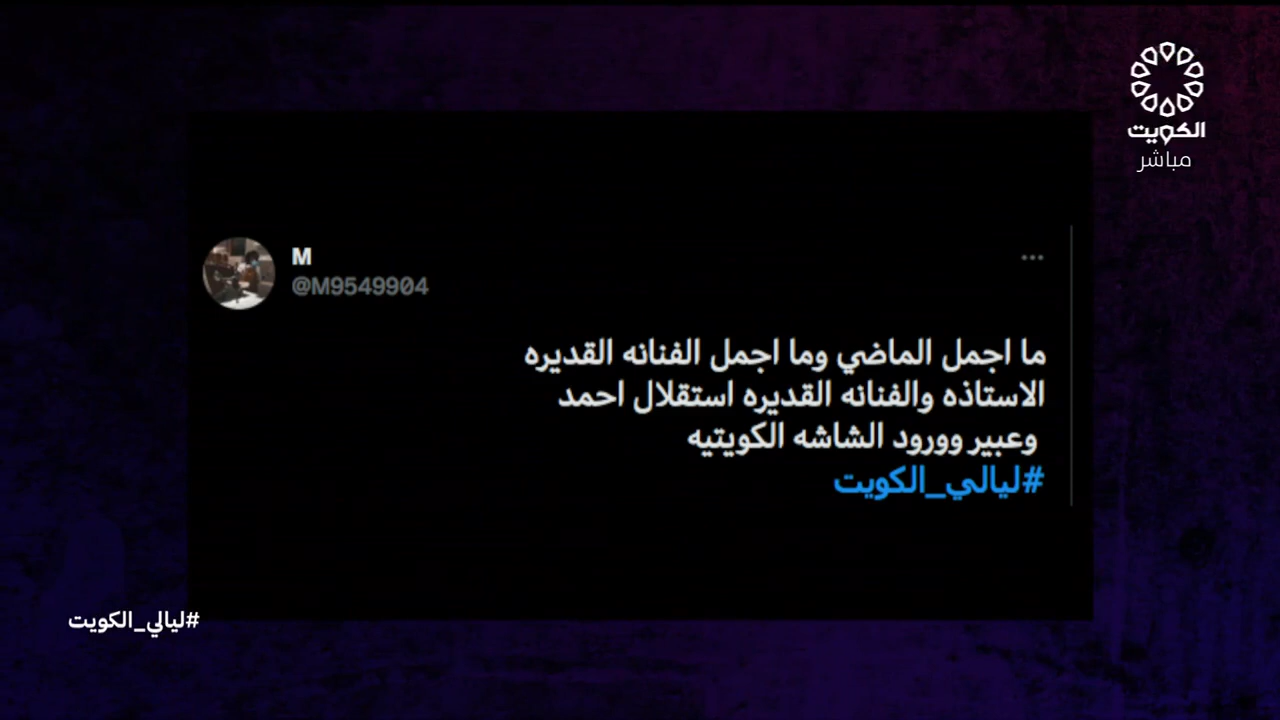 الكويت
مباشر
M
@M9549904
ما اجمل الماضي وما اجمل الفنانه القديره
الاستاذه والفنانه القديره استقلال احمد
وعبير وورود الشاشه الكويتيه
#ليالي_الكويت
#ليالي_الكويت